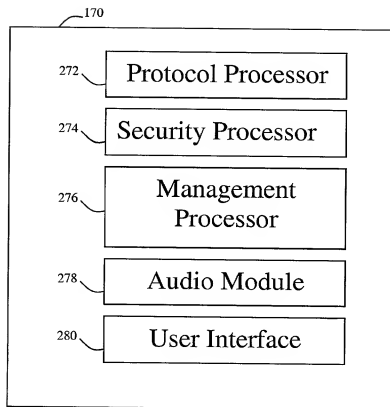 170
272
Protocol Processor
274
Security Processor
276
Management
Processor
278
Audio Module
280
User Interface